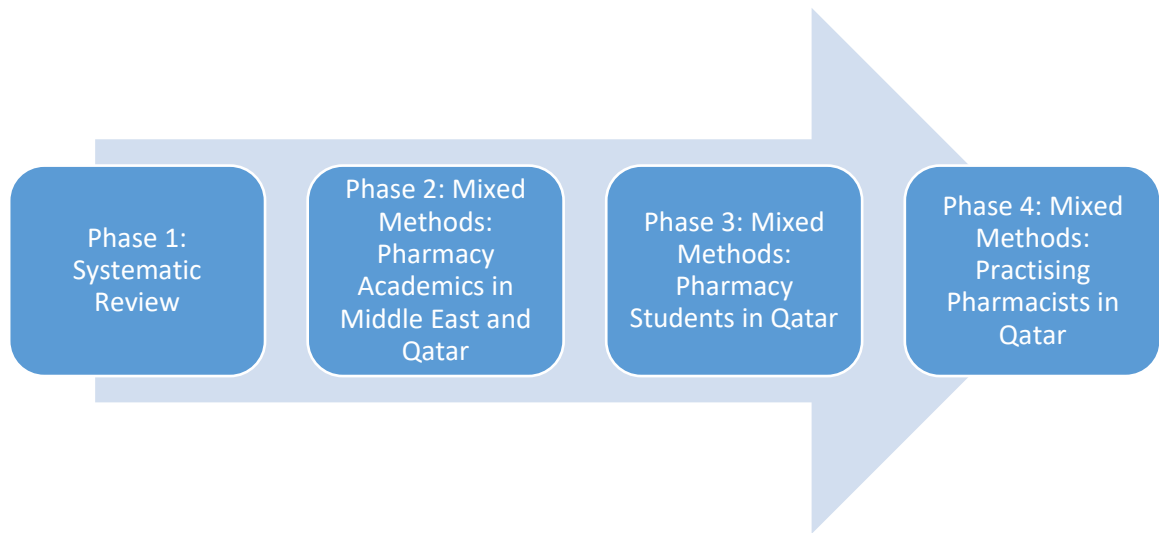 Phase 1:
Systematic
Review
Phase 2: Mixed
Methods:
Pharmacy
Academics in
Middle East and
Qatar
Phase 3: Mixed
Methods:
Pharmacy
Students in Qatar
Phase 4: Mixed
Methods:
Practising
Pharmacists in
Qatar